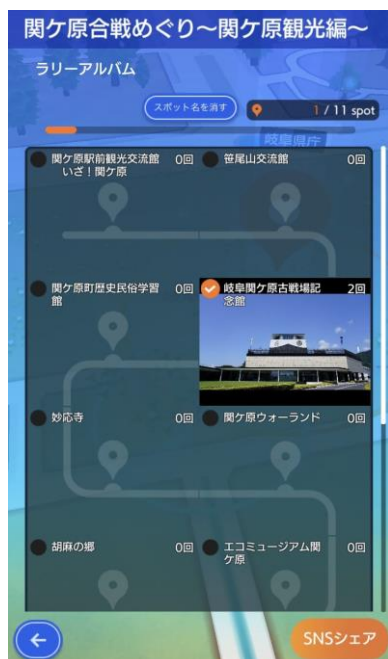 関ケ原合戦めぐり～関ケ原観光編～
ラリーアルバム
スポット名を消す
1 / 11 spot
岐阜県庁
関ケ原駅前観光交流館 0回
いざ！関ケ原
笹尾山交流館 0回
関ケ原町歴史民俗学習 0回
館
岐阜関ケ原古戦場記 2回
念館
妙応寺 0回
関ケ原ウォーランド 0回
胡麻の郷 0回
エコミュージアム関 0回
ケ原
SNSシェア